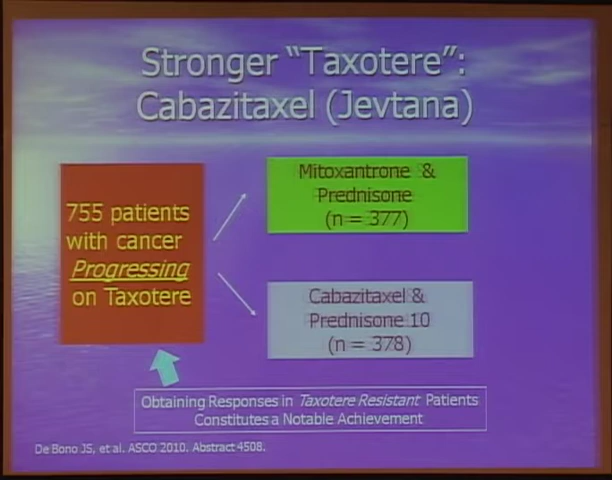 Stronger “Taxotere”:
Cabazitaxel (Jevtana)
755 patients
with cancer
Progressing
on Taxotere
Mitoxantrone &
Prednisone
(n = 377)
Cabazitaxel &
Prednisone 10
(n = 378)
Obtaining Responses in Taxotere Resistant Patients
Constitutes a Notable Achievement
De Bono JS, et al. ASCO 2010. Abstract 4508.